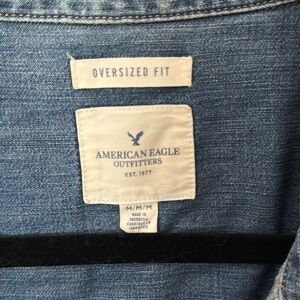 OVERSIZED FIT
AMERICAN EAGLE
OUTFITTERS
EST. 1977
M/M/M
MADE IN
INDONESIA